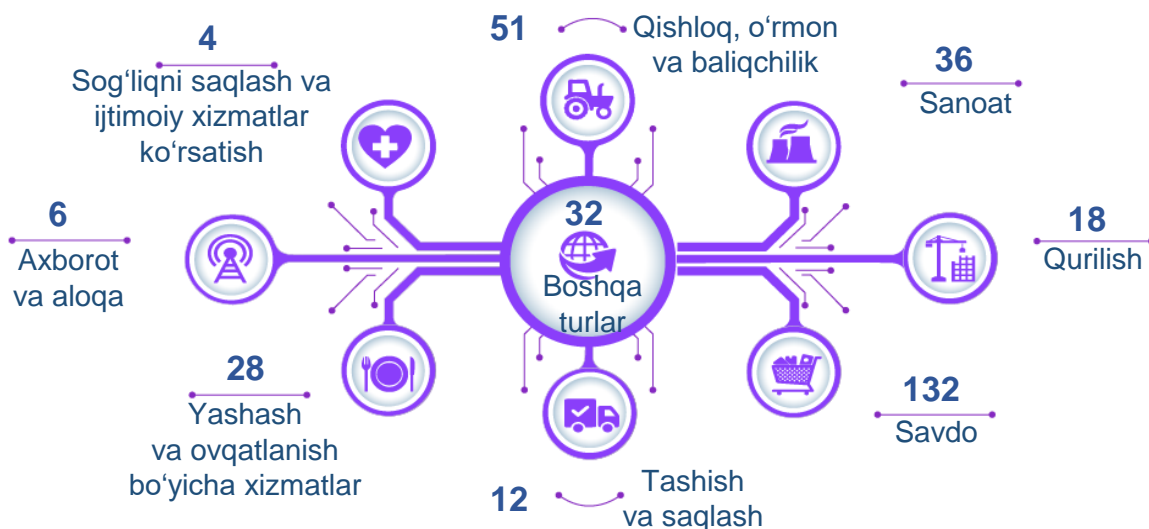 51
Qishloq, o‘rmon
va baliqchilik
4
Sog‘liqni saqlash va
ijtimoiy xizmatlar
ko‘rsatish
36
Sanoat
6
Axborot
va aloqa
32
Boshqa
turlar
18
Qurilish
28
Yashash
va ovqatlanish
bo‘yicha xizmatlar
132
Savdo
12
Tashish
va saqlash